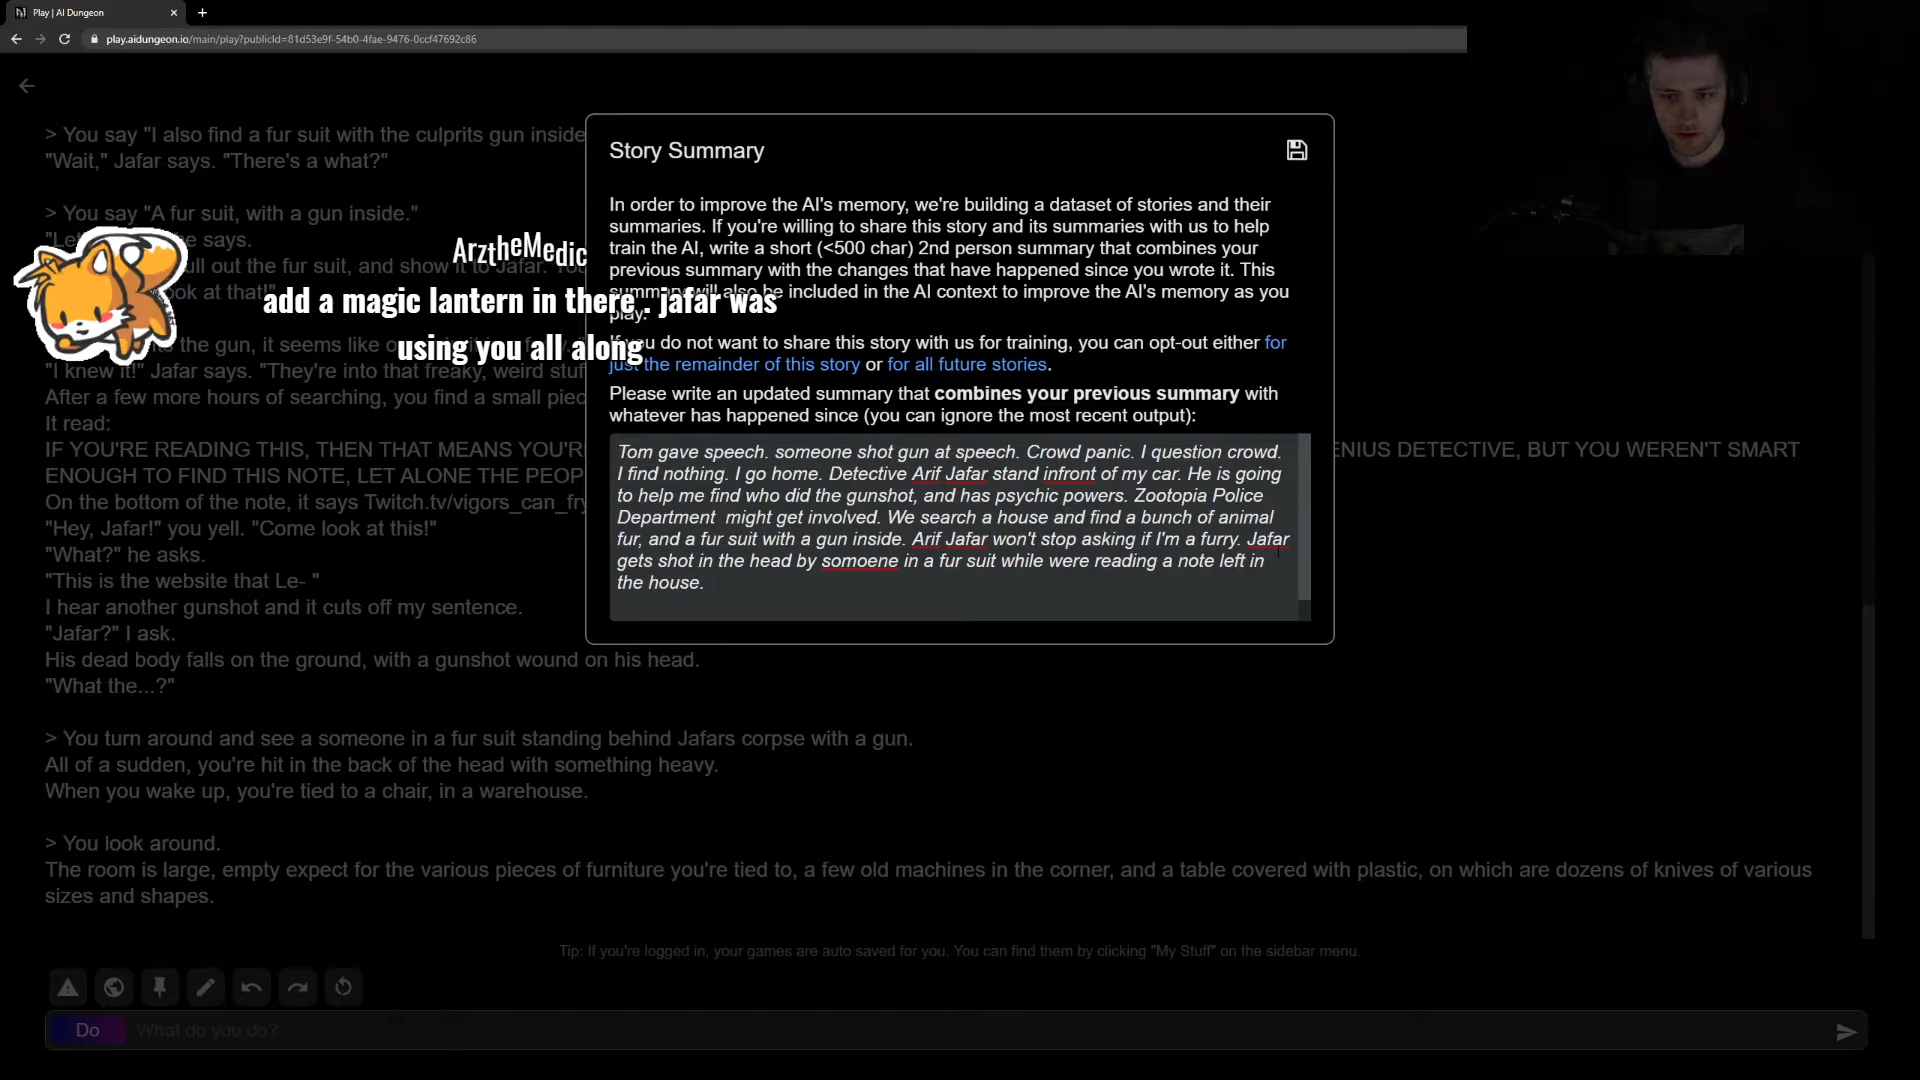 Play | AI Dungeon
play.aidungeon.io/main/play?publicId=81d53e9f-54b0-4fae-9476-0ccf47692c86
> You say "I also find a fur suit with the culprits gun inside
"Wait," Jafar says. "There's a what?"
> You say "A fur suit, with a gun inside."
he says.
ull out the fur suit, and show it to Jafar.
ook at that!"
the gun, it seems like
"I knew it!" Jafar says. "They're into that freaky, weird stuf
After a few more hours of searching, you find a small piec
It read:
IF YOU'RE READING THIS, THEN THAT MEANS YOU'R ENIUS DETECTIVE, BUT YOU WEREN'T SMART
ENOUGH TO FIND THIS NOTE, LET ALONE THE PEOP
On the bottom of the note, it says Twitch.tv/vigors_can_fry
"Hey, Jafar!" you yell. "Come look at this!"
"What?" he asks.
"This is the website that Le- "
I hear another gunshot and it cuts off my sentence.
"Jafar?" I ask.
His dead body falls on the ground, with a gunshot wound on his head.
"What the...?"
> You turn around and see a someone in a fur suit standing behind Jafars corpse with a gun.
All of a sudden, you're hit in the back of the head with something heavy.
When you wake up, you're tied to a chair, in a warehouse.
> You look around.
The room is large, empty expect for the various pieces of furniture you're tied to, a few old machines in the corner, and a table covered with plastic, on which are dozens of knives of various
sizes and shapes.
ArztheMedic
add a magic lantern in there . jafar was
using you all along
Story Summary
In order to improve the AI's memory, we're building a dataset of stories and their
summaries. If you're willing to share this story and its summaries with us to help
train the AI, write a short (<500 char) 2nd person summary that combines your
previous summary with the changes that have happened since you wrote it. This
summary will also be included in the AI context to improve the AI's memory as you
play.
If you do not want to share this story with us for training, you can opt-out either for
just the remainder of this story or for all future stories.
Please write an updated summary that combines your previous summary with
whatever has happened since (you can ignore the most recent output):
Tom gave speech. someone shot gun at speech. Crowd panic. I question crowd.
I find nothing. I go home. Detective Arif Jafar stand infront of my car. He is going
to help me find who did the gunshot, and has psychic powers. Zootopia Police
Department might get involved. We search a house and find a bunch of animal
fur, and a fur suit with a gun inside. Arif Jafar won't stop asking if I'm a furry. Jafar
gets shot in the head by somoene in a fur suit while were reading a note left in
the house.
Tip: If you're logged in, your games are auto saved for you. You can find them by clicking "My Stuff" on the sidebar menu.
Do What do you do?